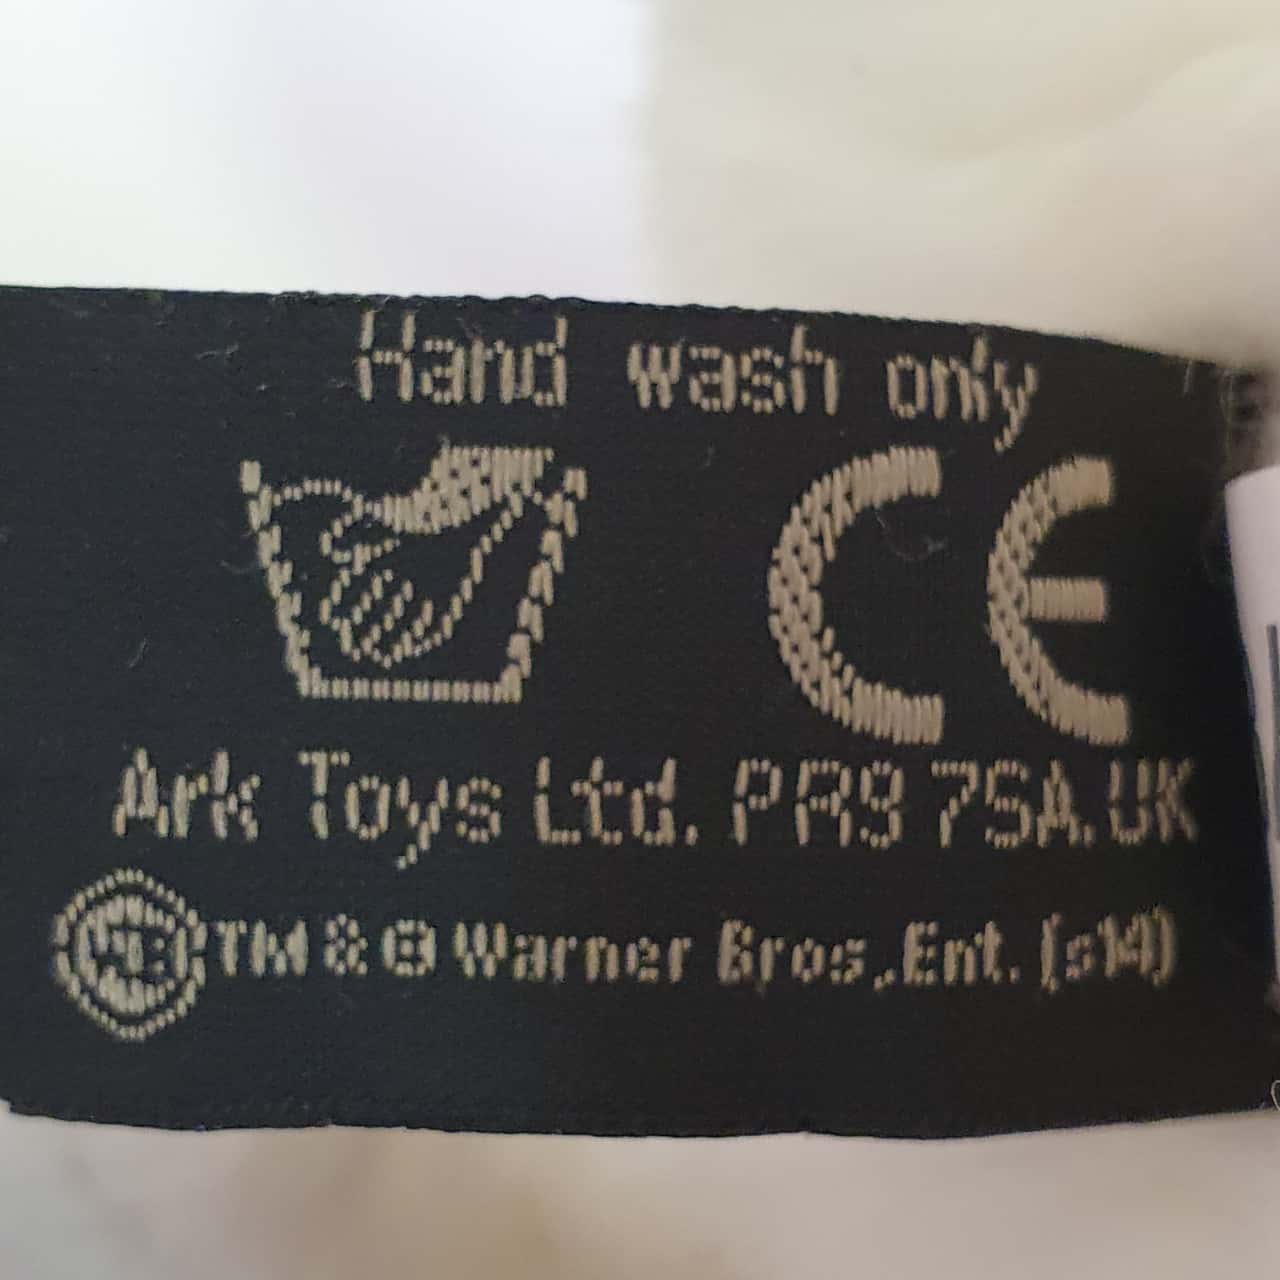 Hand wash only
CE
Ark Toys Ltd. PR9 7SA.UK
TM & © Warner Bros. Ent. (s14)